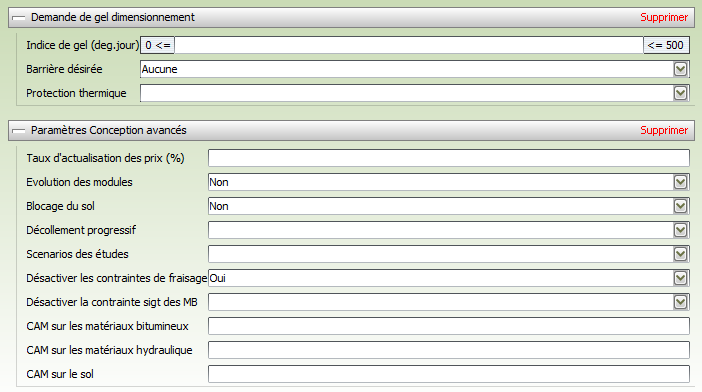 Demande de gel dimensionnement Supprimer
Indice de gel (deg.jour) 0 <= <= 500
Barrière désirée Aucune
Protection thermique
Paramètres Conception avancés Supprimer
Taux d'actualisation des prix (%)
Evolution des modules Non
Blocage du sol Non
Décollement progressif
Scenarios des études
Désactiver les contraintes de fraisage Oui
Désactiver la contrainte sigt des MB
CAM sur les matériaux bitumineux
CAM sur les matériaux hydraulique
CAM sur le sol